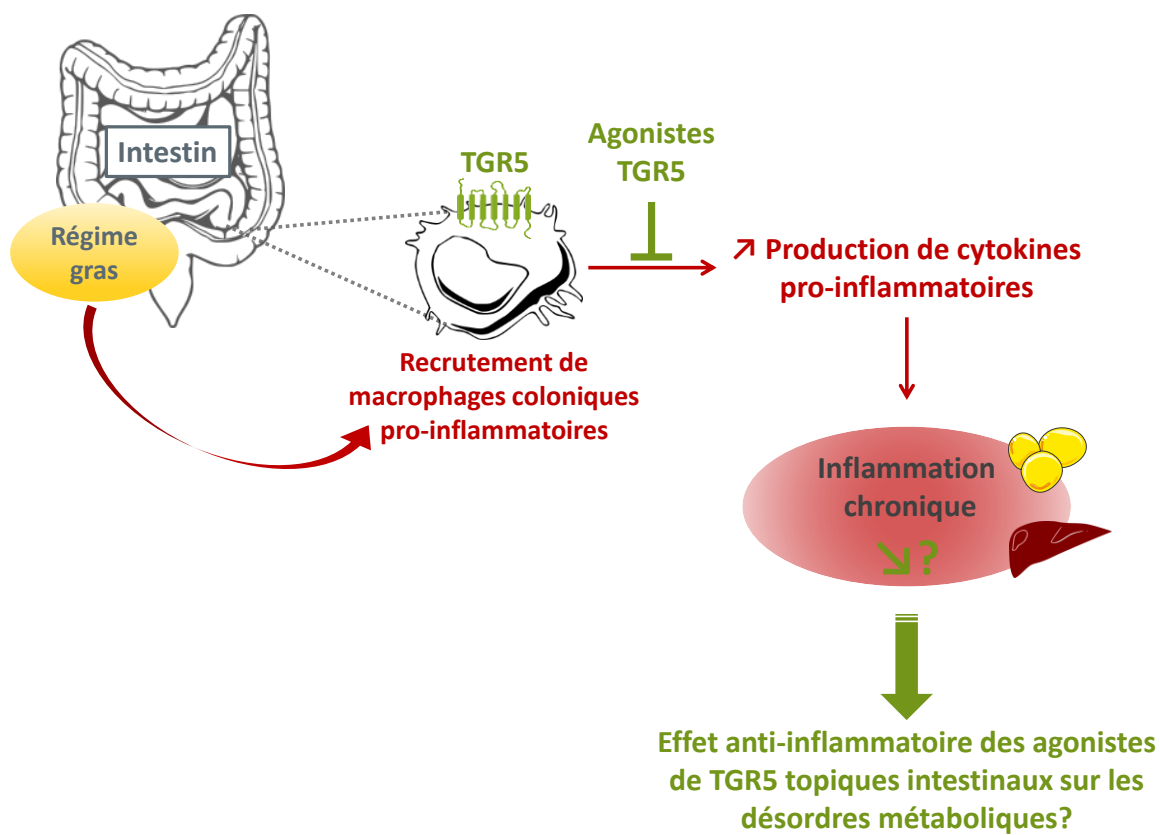 Intestin
Régime
gras
TGR5
Agonistes
TGR5
↗ Production de cytokines
pro-inflammatoires
Recrutement de
macrophages coloniques
pro-inflammatoires
Inflammation
chronique
↘?
Effet anti-inflammatoire des agonistes
de TGR5 topiques intestinaux sur les
désordres métaboliques?